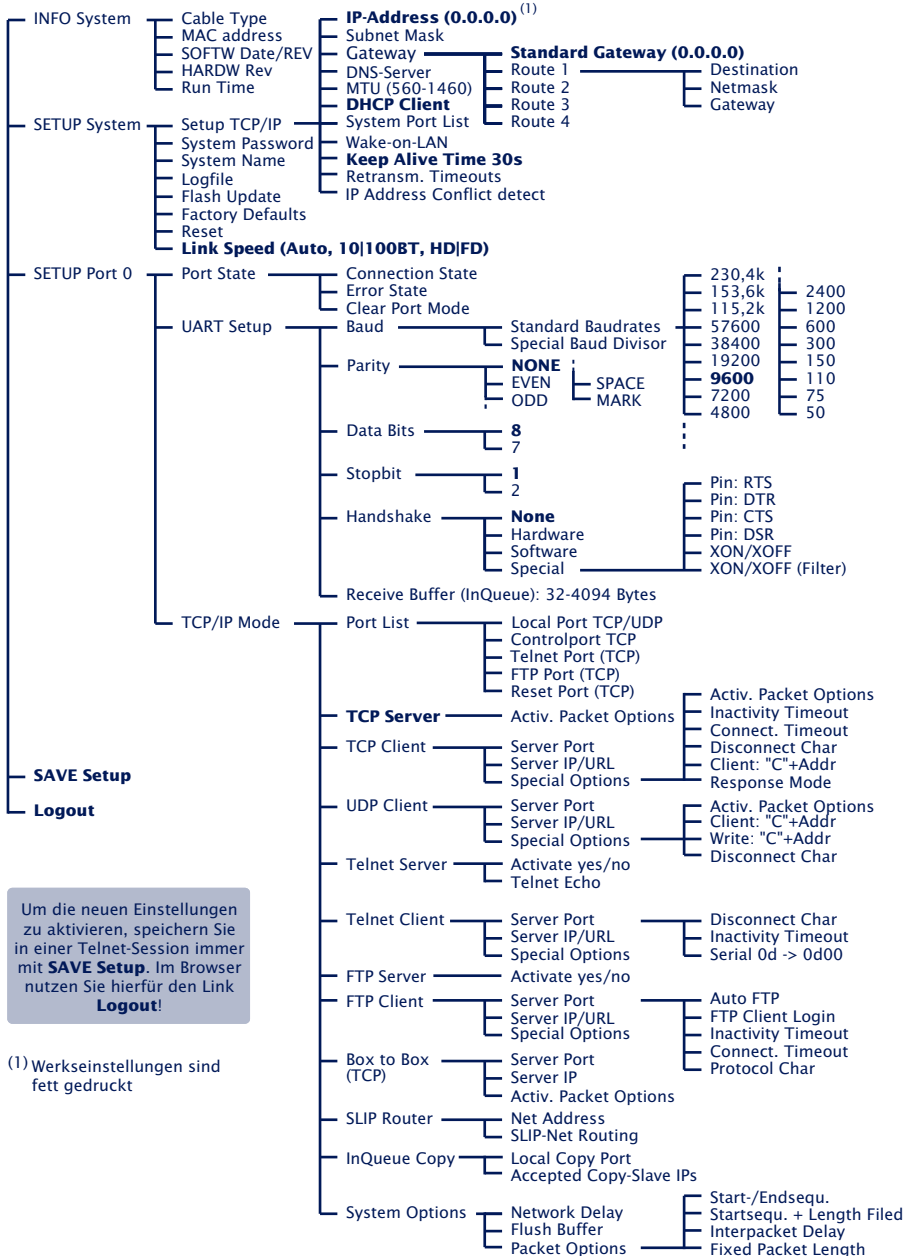 INFO System
Cable Type
MAC address
SOFTW Date/REV
HARDW Rev
Run Time
SETUP System
Setup TCP/IP
IP-Address (0.0.0.0) (1)
Subnet Mask
Gateway
Standard Gateway (0.0.0.0)
Route 1
Destination
Netmask
Gateway
Route 2
Route 3
Route 4
DNS-Server
MTU (560-1460)
DHCP Client
System Port List
Wake-on-LAN
Keep Alive Time 30s
Retransm. Timeouts
IP Address Conflict detect
System Password
System Name
Logfile
Flash Update
Factory Defaults
Reset
Link Speed (Auto, 10|100BT, HD|FD)
SETUP Port 0
Port State
Connection State
Error State
Clear Port Mode
UART Setup
Baud
Standard Baudrates
230,4k
153,6k
115,2k
57600
38400
19200
9600
7200
4800
2400
1200
600
300
150
110
75
50
Special Baud Divisor
Parity
NONE
EVEN
ODD
SPACE
MARK
Data Bits
8
7
Stopbit
1
2
Handshake
None
Hardware
Software
Special
Pin: RTS
Pin: DTR
Pin: CTS
Pin: DSR
XON/XOFF
XON/XOFF (Filter)
Receive Buffer (InQueue): 32-4094 Bytes
TCP/IP Mode
Port List
Local Port TCP/UDP
Controlport TCP
Telnet Port (TCP)
FTP Port (TCP)
Reset Port (TCP)
TCP Server
Activ. Packet Options
TCP Client
Server Port
Server IP/URL
Special Options
Activ. Packet Options
Inactivity Timeout
Connect. Timeout
Disconnect Char
Client: "C"+Addr
Response Mode
UDP Client
Server Port
Server IP/URL
Special Options
Activ. Packet Options
Client: "C"+Addr
Write: "C"+Addr
Disconnect Char
Telnet Server
Activate yes/no
Telnet Echo
Telnet Client
Server Port
Server IP/URL
Special Options
Disconnect Char
Inactivity Timeout
Serial 0d -> 0d00
FTP Server
Activate yes/no
FTP Client
Server Port
Server IP/URL
Special Options
Auto FTP
FTP Client Login
Inactivity Timeout
Connect. Timeout
Protocol Char
Box to Box
(TCP)
Server Port
Server IP
Activ. Packet Options
SLIP Router
Net Address
SLIP-Net Routing
InQueue Copy
Local Copy Port
Accepted Copy-Slave IPs
System Options
Network Delay
Flush Buffer
Packet Options
Start-/Endsequ.
Startsequ. + Length Filed
Interpacket Delay
Fixed Packet Length
SAVE Setup
Logout
Um die neuen Einstellungen
zu aktivieren, speichern Sie
in einer Telnet-Session immer
mit SAVE Setup. Im Browser
nutzen Sie hierfür den Link
Logout!
(1) Werkseinstellungen sind
fett gedruckt